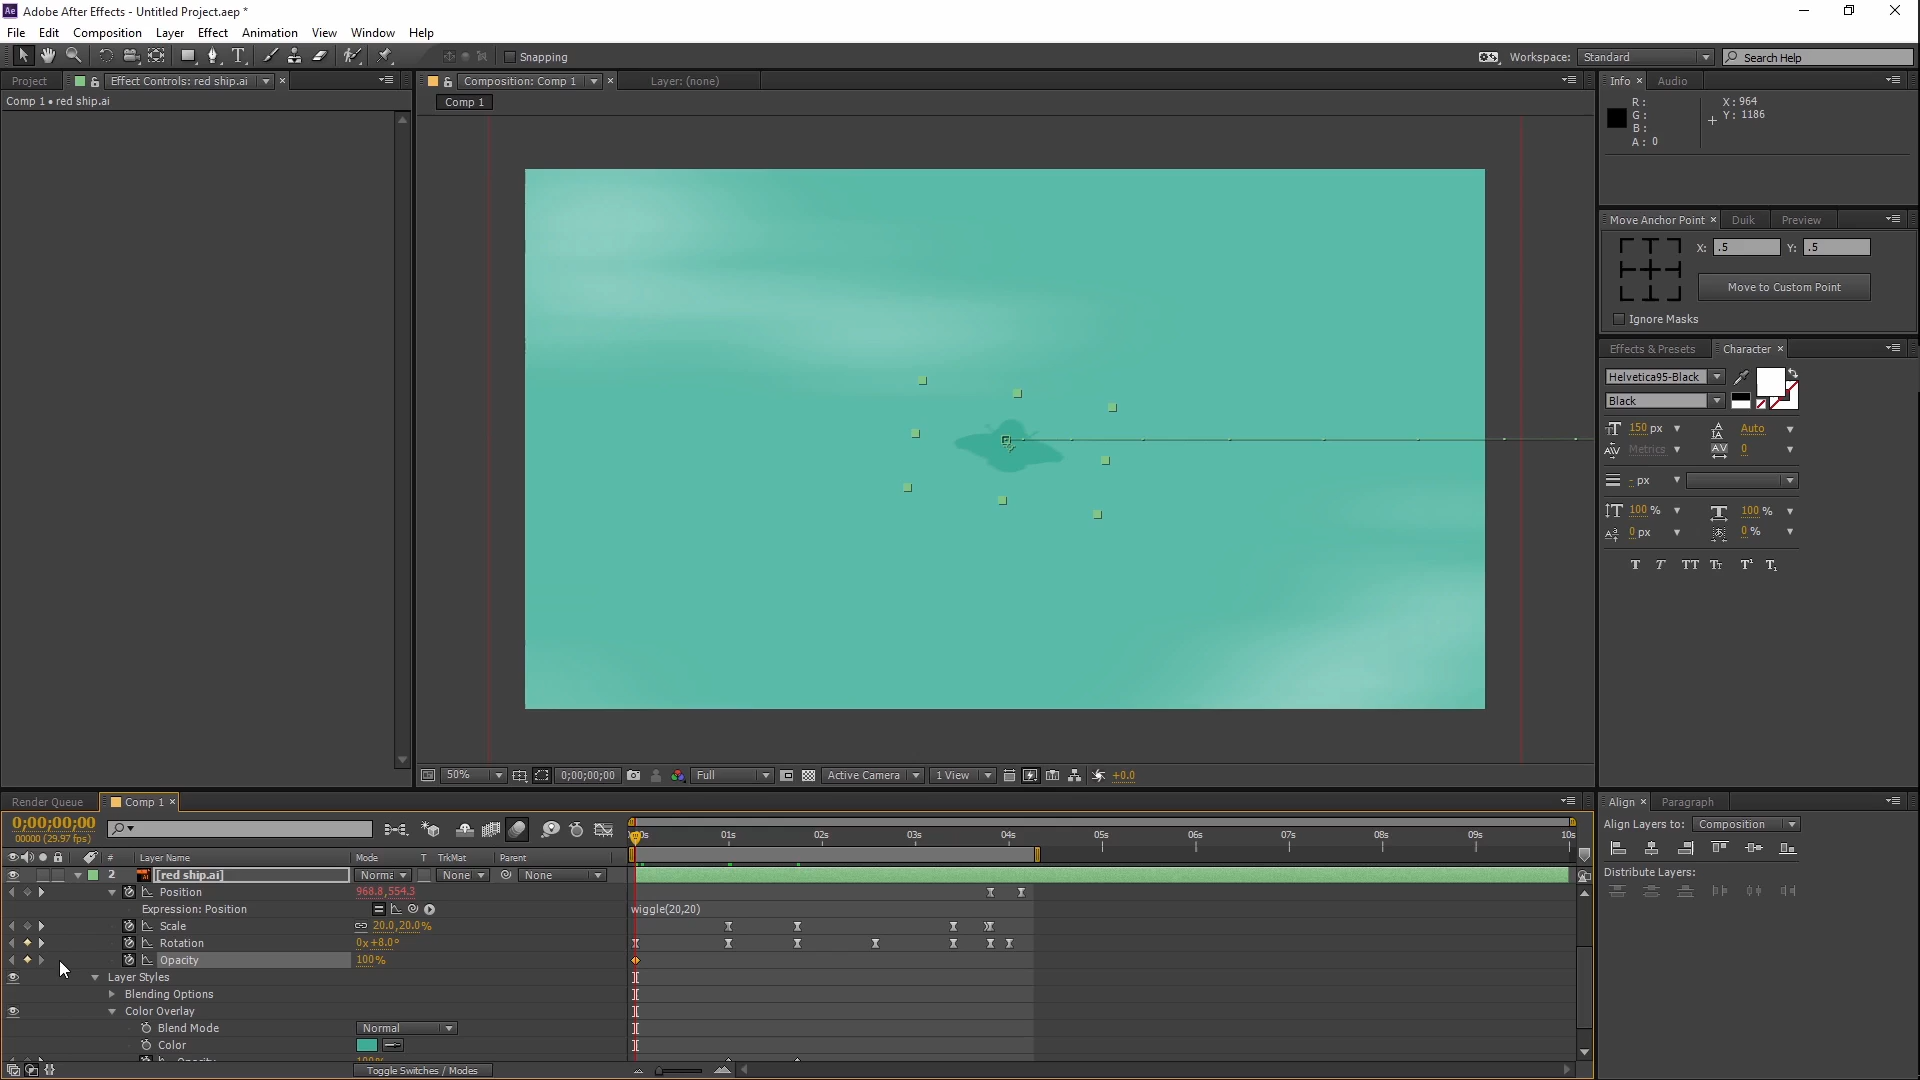 Ae Adobe After Effects - Untitled Project.aep *
File Edit Composition Layer Effect Animation View Window Help
Snapping Workspace: Standard Search Help
Project Effect Controls: red ship.ai Composition: Comp 1 Layer: (none) Info Audio
Comp 1 • red ship.ai Comp 1
R: X: 964
G: Y: 1186
B:
A: 0
Move Anchor Point Duik Preview
X: .5 Y: .5
Move to Custom Point
Ignore Masks
Effects & Presets Character
Helvetica95-Black
Black
150 px Auto
Metrics 0
- px
100 % 100 %
0 px 0 %
T T TT Tr T¹ T₁
50% 0;00;00;00 Full Active Camera 1 View +0.0
Render Queue Comp 1 Align Paragraph
0;00;00;00
00000 (29.97 fps)
Align Layers to: Composition
01s 02s 03s 04s 05s 06s 07s 08s 09s 10s
# Layer Name Mode T TrkMat Parent
Distribute Layers:
2 [red ship.ai] Norma None None
Position 968.8,554.3
Expression: Position wiggle(20,20)
Scale 20.0,20.0%
Rotation 0x+8.0°
Opacity 100%
Layer Styles
Blending Options
Color Overlay
Blend Mode Normal
Color
Opacity 100%
Toggle Switches / Modes